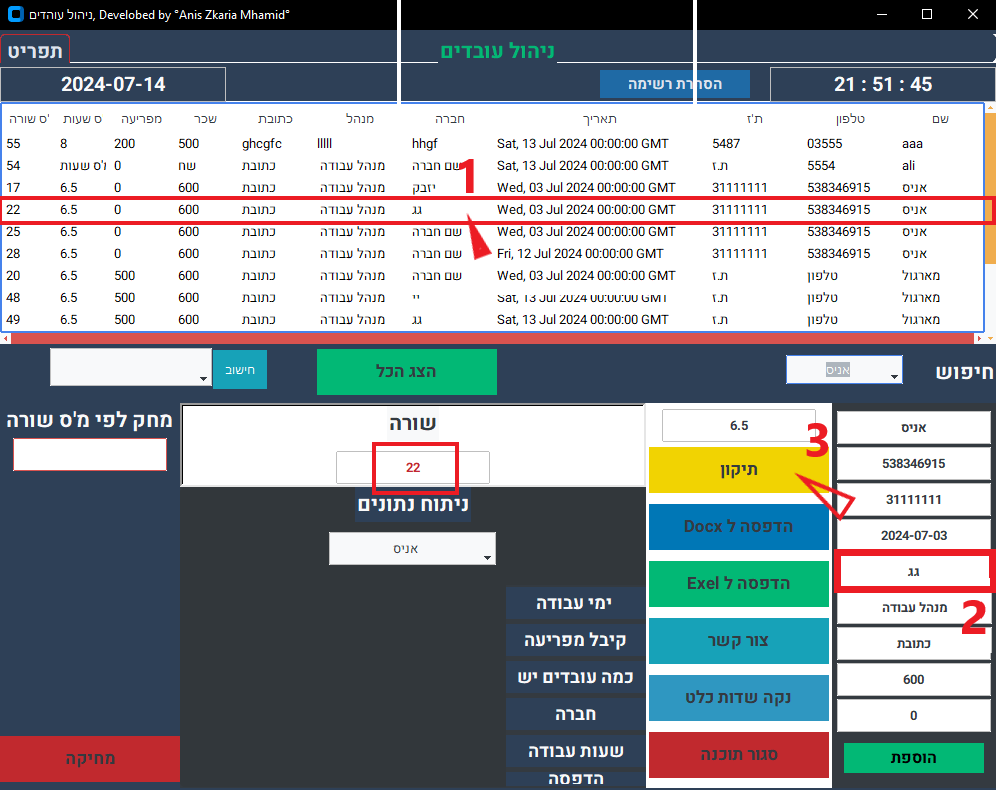 ניהול עוהדים, Develobed by °Anis Zkaria Mhamid°
תפריט
ניהול עובדים
2024-07-14
הסתרת רשימה
21 : 51 : 45
ס שורה' ס שעות מפריעה שכר כתובת מנהל חברה תאריך ת'ז טלפון שם
55 8 200 500 ghcgfc lllll hhgf Sat, 13 Jul 2024 00:00:00 GMT 5487 03555 aaa
54 מ'ס שעות 0 שח כתובת מנהל עבודה שם חברה Sat, 13 Jul 2024 00:00:00 GMT ת.ז 5554 ali
17 6.5 0 600 כתובת מנהל עבודה יזבק Wed, 03 Jul 2024 00:00:00 GMT 31111111 538346915 אניס
22 6.5 0 600 כתובת מנהל עבודה גג Wed, 03 Jul 2024 00:00:00 GMT 31111111 538346915 אניס
25 6.5 0 600 כתובת מנהל עבודה שם חברה Wed, 03 Jul 2024 00:00:00 GMT 31111111 538346915 אניס
28 6.5 0 600 כתובת מנהל עבודה שם חברה Fri, 12 Jul 2024 00:00:00 GMT 31111111 538346915 אניס
20 6.5 500 600 כתובת מנהל עבודה שם חברה Wed, 03 Jul 2024 00:00:00 GMT ת.ז טלפון מארגול
48 6.5 500 600 כתובת מנהל עבודה יי Sat, 13 Jul 2024 00:00:00 GMT ת.ז טלפון מארגול
49 6.5 500 600 כתובת מנהל עבודה גג Sat, 13 Jul 2024 00:00:00 GMT ת.ז טלפון מארגול
1
חיפוש
אניס
הצג הכל
חישוב
מחק לפי מ'ס שורה
מחיקה
שורה
22
ניתוח נתונים
אניס
ימי עבודה
קיבל מפריעה
כמה עובדים יש
חברה
שעות עבודה
הדפסה
6.5
3
תיקון
הדפסה ל Docx
הדפסה ל Exel
צור קשר
נקה שדות כלט
סגור תוכנה
אניס
538346915
31111111
2024-07-03
גג
2
מנהל עבודה
כתובת
600
0
הוספת